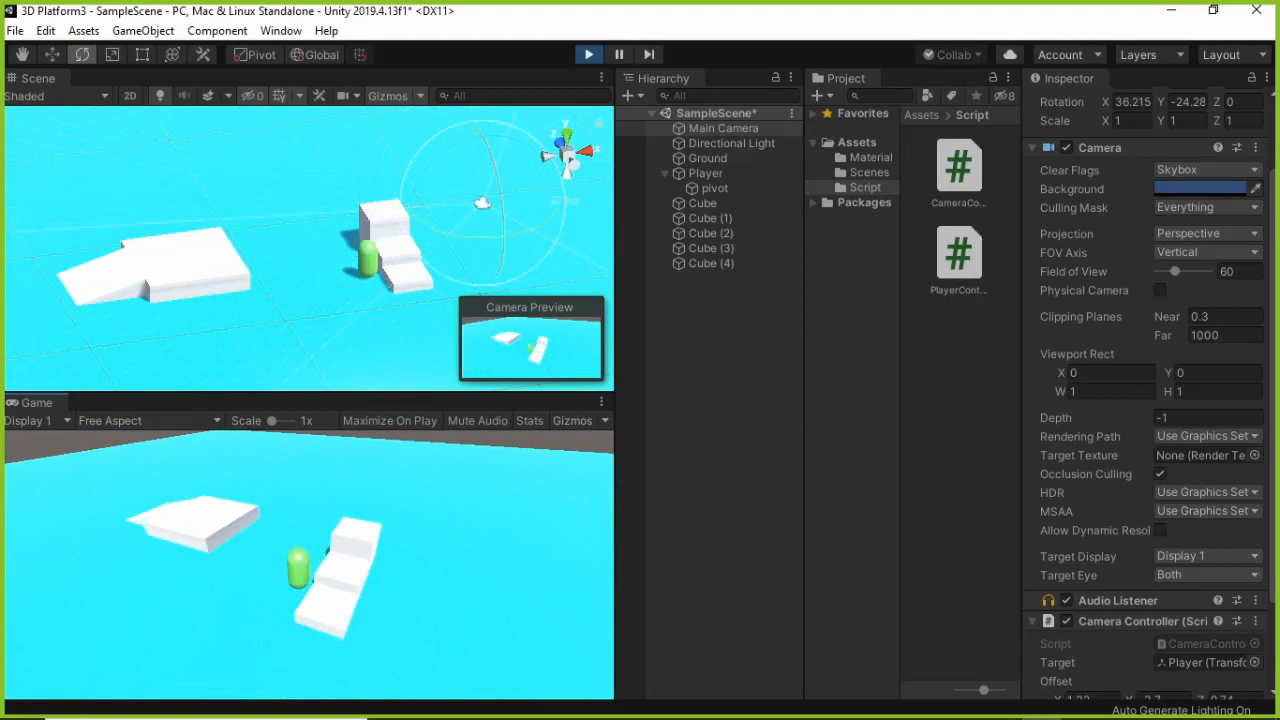 3D Platform3 - SampleScene - PC, Mac & Linux Standalone - Unity 2019.4.13f1* <DX11>
File Edit Assets GameObject Component Window Help
Pivot Global Collab Account Layers Layout
Scene
Shaded 2D 0 Gizmos All
Camera Preview
Game
Display 1 Free Aspect Scale 1x Maximize On Play Mute Audio Stats Gizmos
Hierarchy
All
SampleScene*
Main Camera
Directional Light
Ground
Player
pivot
Cube
Cube (1)
Cube (2)
Cube (3)
Cube (4)
Project
8
Favorites
Assets
Material
Scenes
Script
Packages
Assets Script
CameraCo...
PlayerCont...
Inspector
Rotation X 36.215 Y -24.28 Z 0
Scale X 1 Y 1 Z 1
Camera
Clear Flags Skybox
Background
Culling Mask Everything
Projection Perspective
FOV Axis Vertical
Field of View 60
Physical Camera
Clipping Planes Near 0.3
Far 1000
Viewport Rect
X 0 Y 0
W 1 H 1
Depth -1
Rendering Path Use Graphics Set
Target Texture None (Render Te
Occlusion Culling
HDR Use Graphics Set
MSAA Use Graphics Set
Allow Dynamic Resol
Target Display Display 1
Target Eye Both
Audio Listener
Camera Controller (Scri
Script CameraContro
Target Player (Transfo
Offset
Auto Generate Lighting On